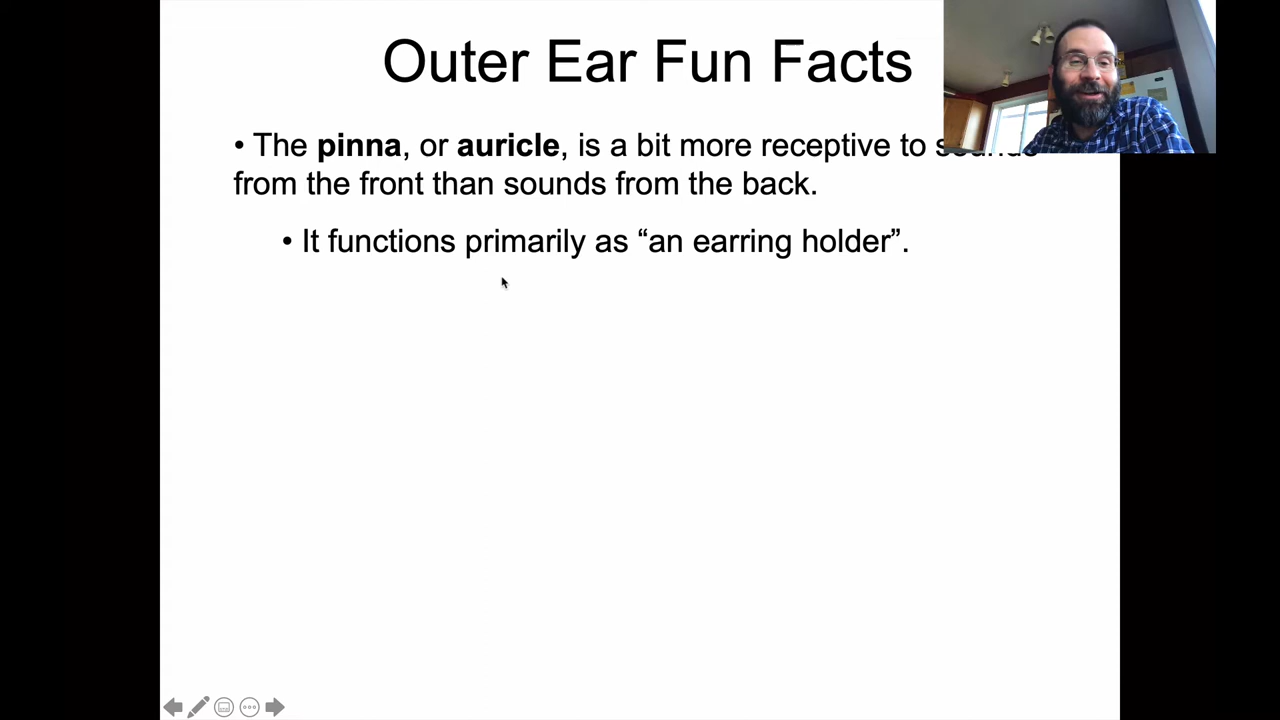 Outer Ear Fun Facts
• The pinna, or auricle, is a bit more receptive to sounds
from the front than sounds from the back.
• It functions primarily as “an earring holder”.